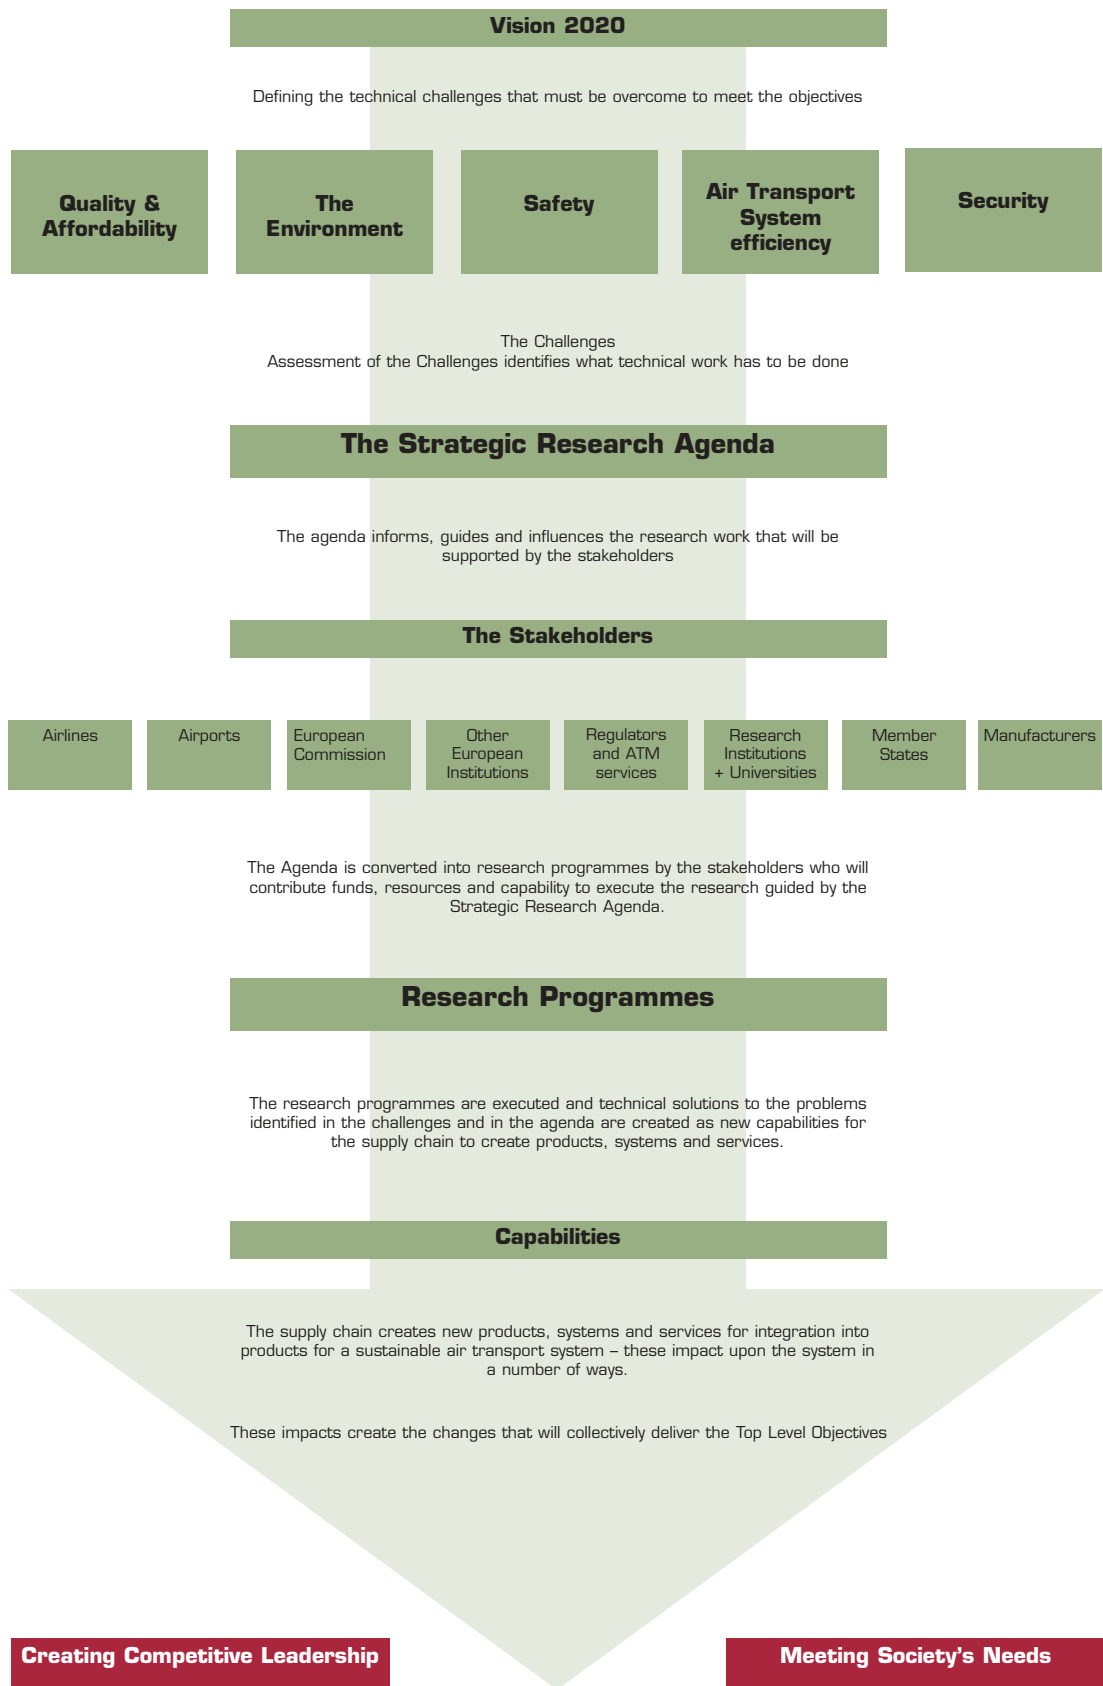 Vision 2020
Defining the technical challenges that must be overcome to meet the objectives
Quality &
Affordability
The
Environment
Safety
Air Transport
System
efficiency
Security
The Challenges
Assessment of the Challenges identifies what technical work has to be done
The Strategic Research Agenda
The agenda informs, guides and influences the research work that will be
supported by the stakeholders
The Stakeholders
Airlines
Airports
European
Commission
Other
European
Institutions
Regulators
and ATM
services
Research
Institutions
+ Universities
Member
States
Manufacturers
The Agenda is converted into research programmes by the stakeholders who will
contribute funds, resources and capability to execute the research guided by the
Strategic Research Agenda.
Research Programmes
The research programmes are executed and technical solutions to the problems
identified in the challenges and in the agenda are created as new capabilities for
the supply chain to create products, systems and services.
Capabilities
The supply chain creates new products, systems and services for integration into
products for a sustainable air transport system – these impact upon the system in
a number of ways.
These impacts create the changes that will collectively deliver the Top Level Objectives
Creating Competitive Leadership
Meeting Society's Needs